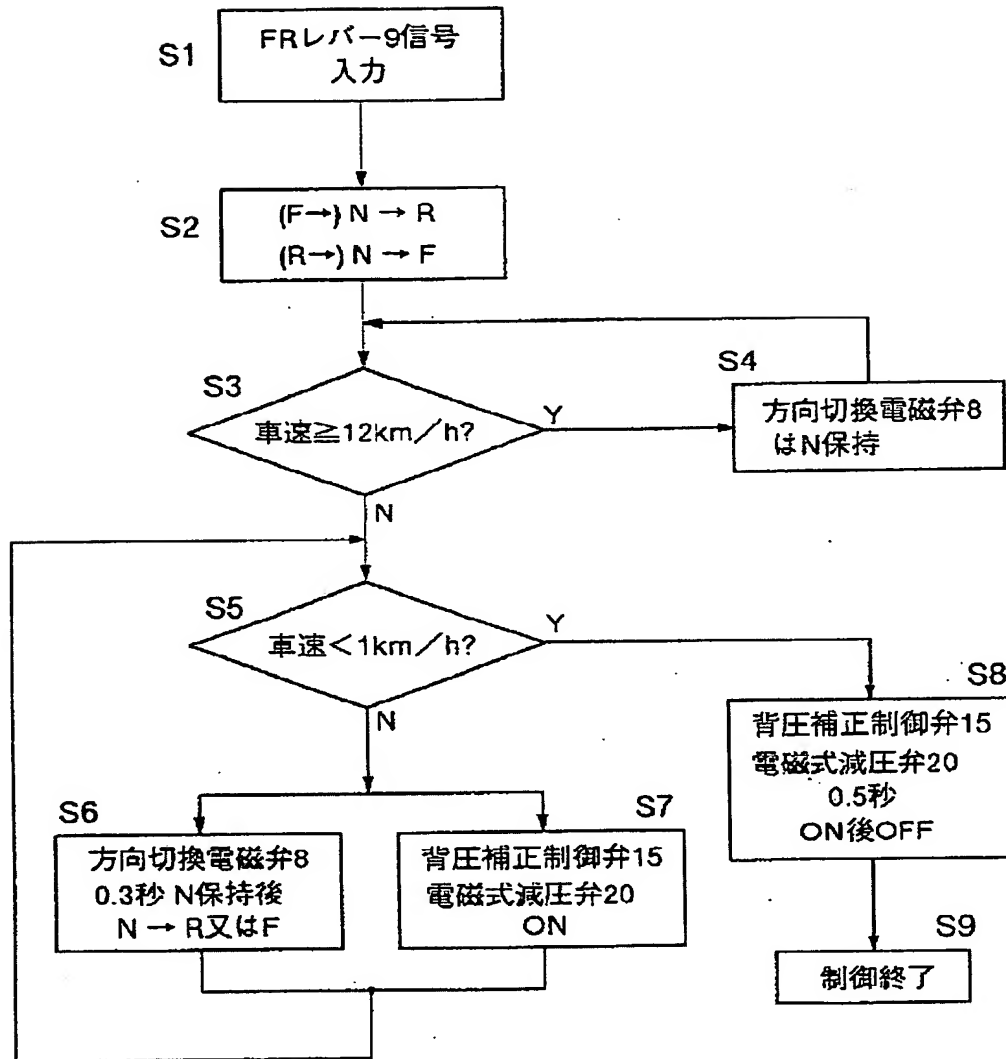 S1
FRレバー9信号
入力
S2
(F→) N → R
(R→) N → F
S3
車速≧12km/h?
Y
N
S4
方向切換電磁弁8
はN保持
S5
車速＜1km/h?
Y
N
S6
方向切換電磁弁8
0.3秒 N保持後
N → R又はF
S7
背圧補正制御弁15
電磁式減圧弁20
ON
S8
背圧補正制御弁15
電磁式減圧弁20
0.5秒
ON後OFF
S9
制御終了